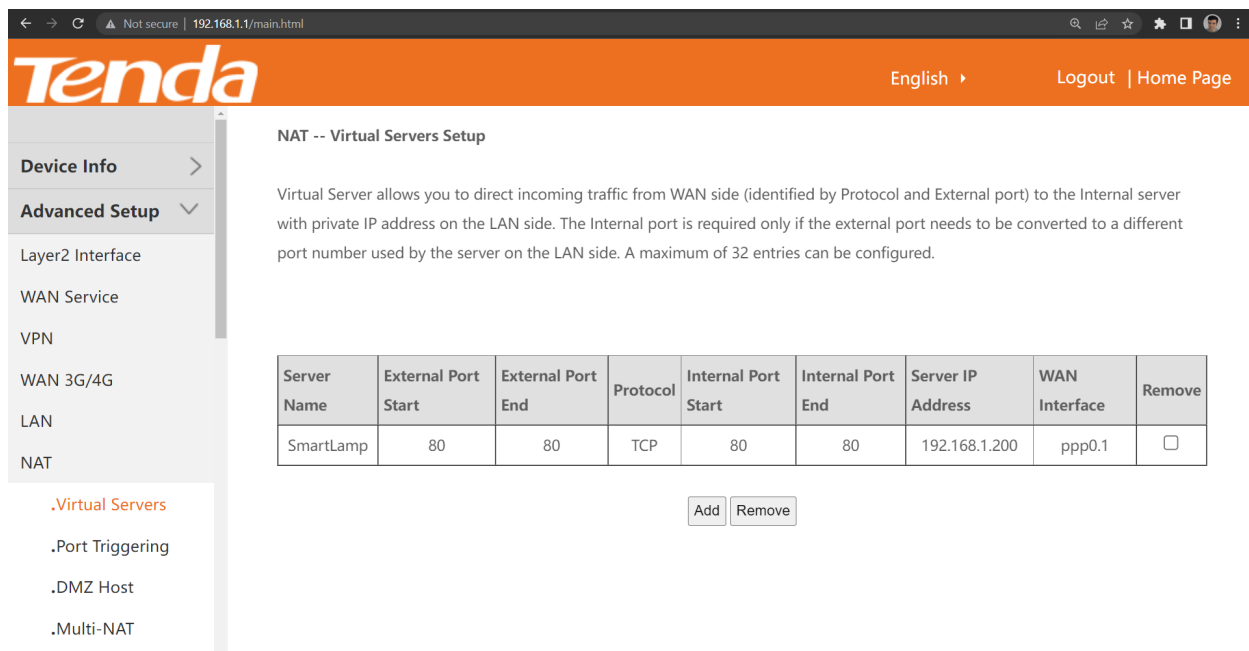 Not secure | 192.168.1.1/main.html
Tenda
English
Logout | Home Page
Device Info
Advanced Setup
Layer2 Interface
WAN Service
VPN
WAN 3G/4G
LAN
NAT
.Virtual Servers
.Port Triggering
.DMZ Host
.Multi-NAT
NAT -- Virtual Servers Setup
Virtual Server allows you to direct incoming traffic from WAN side (identified by Protocol and External port) to the Internal server
with private IP address on the LAN side. The Internal port is required only if the external port needs to be converted to a different
port number used by the server on the LAN side. A maximum of 32 entries can be configured.
Server Name External Port Start External Port End Protocol Internal Port Start Internal Port End Server IP Address WAN Interface Remove
SmartLamp 80 80 TCP 80 80 192.168.1.200 ppp0.1
Add Remove